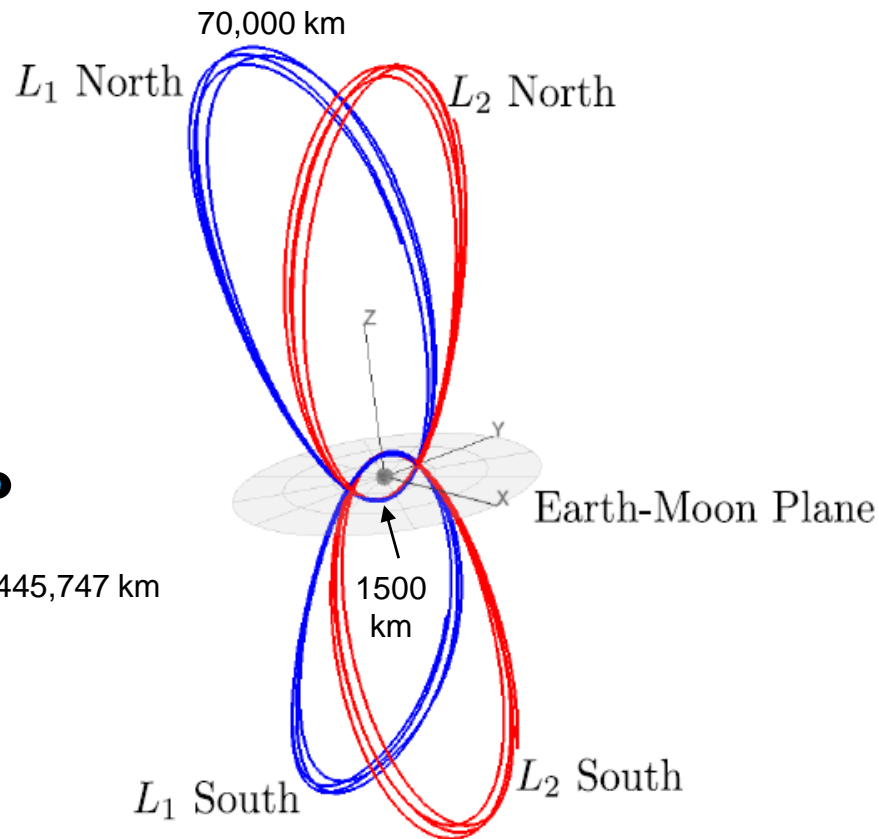 70,000 km
L₁ North
L₂ North
Z
Y
X
Earth-Moon Plane
445,747 km
1500
km
L₂ South
L₁ South